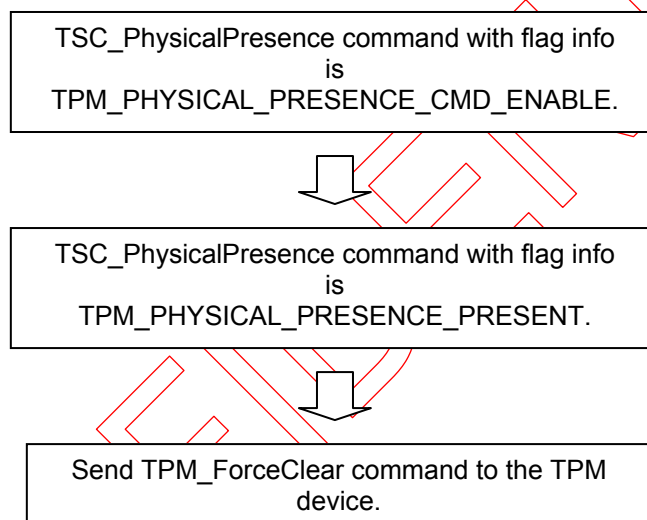 TSC_PhysicalPresence command with flag info
is
TPM_PHYSICAL_PRESENCE_CMD_ENABLE.
TSC_PhysicalPresence command with flag info
is
TPM_PHYSICAL_PRESENCE_PRESENT.
Send TPM_ForceClear command to the TPM
device.